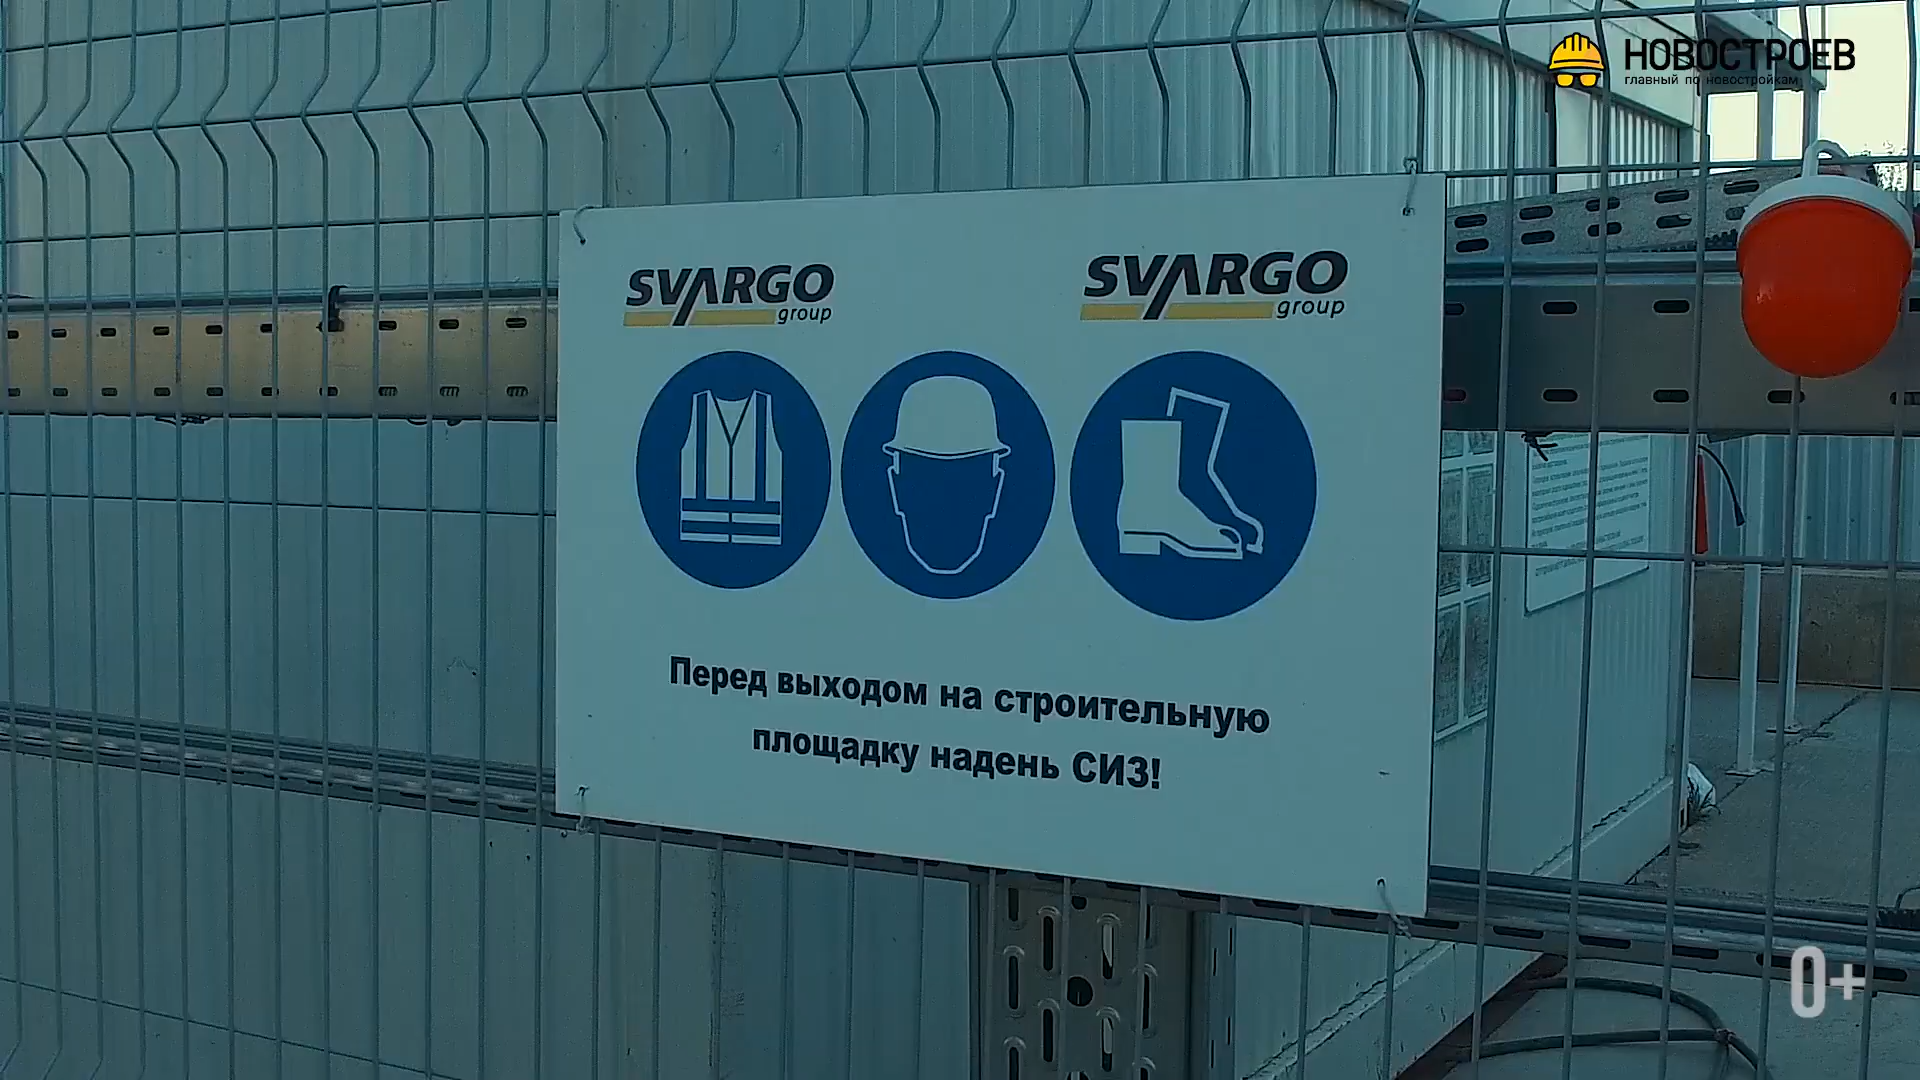 НОВОСТРОЕВ
главный по новостройкам
SVARGO
group
SVARGO
group
Перед выходом на строительную
площадку надень СИЗ!
0+